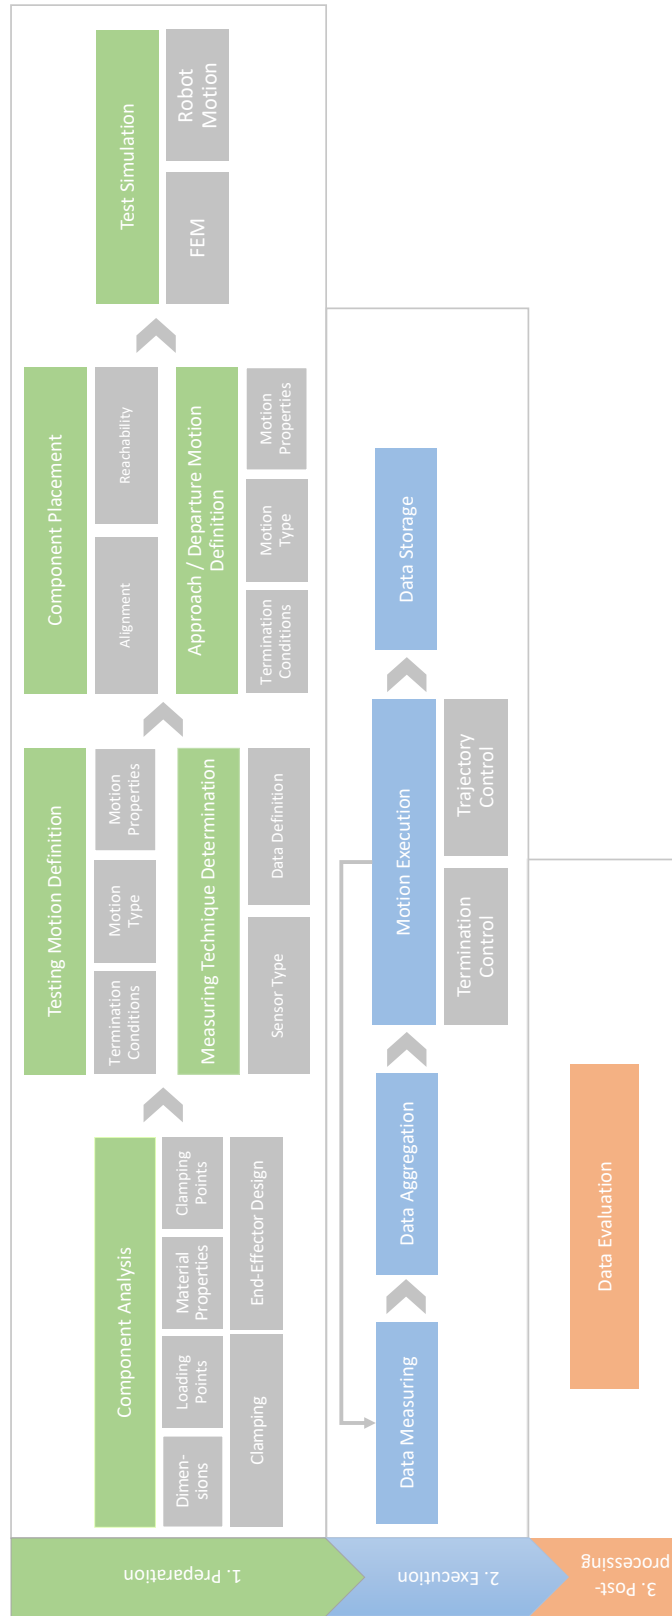 1. Preparation
Component Analysis
Dimen-
sions
Loading
Points
Material
Properties
Clamping
Points
Clamping
End-Effector Design
Testing Motion Definition
Termination
Conditions
Motion
Type
Motion
Properties
Measuring Technique Determination
Sensor Type
Data Definition
Component Placement
Alignment
Reachability
Approach / Departure Motion
Definition
Termination
Conditions
Motion
Type
Motion
Properties
Test Simulation
FEM
Robot
Motion
2. Execution
Data Measuring
Data Aggregation
Motion Execution
Termination
Control
Trajectory
Control
Data Storage
3. Post-
processing
Data Evaluation